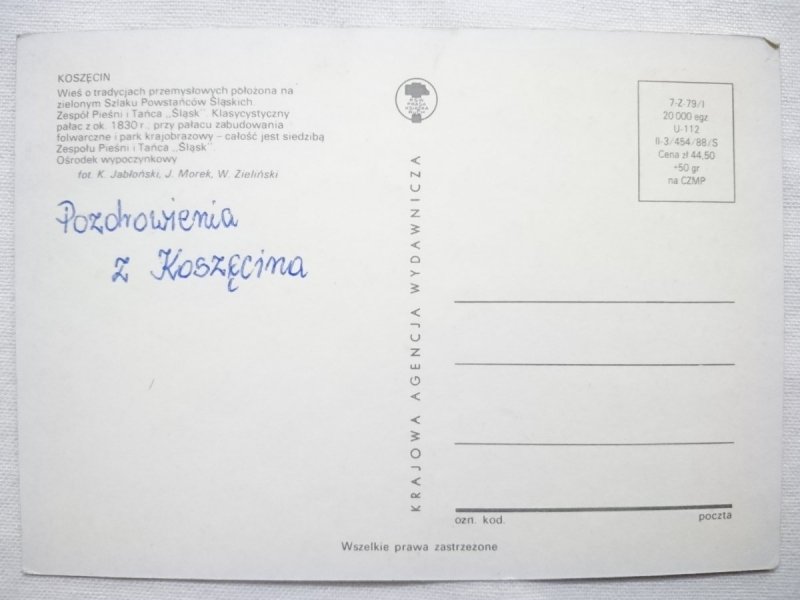 KOSZĘCIN
Wieś o tradycjach przemysłowych położona na
zielonym Szlaku Powstańców Śląskich.
Zespół Pieśni i Tańca „Śląsk”. Klasycystyczny
pałac z ok. 1830 r.; przy pałacu zabudowania
folwarczne i park krajobrazowy – całość jest siedzibą
Zespołu Pieśni i Tańca „Śląsk”.
Ośrodek wypoczynkowy
fot. K. Jabłoński, J. Morek, W. Zieliński
Pozdrowienia
z Koszęcina
KRAJOWA AGENCJA WYDAWNICZA
7-Z-79/I
20 000 egz
U-112
II-3/454/88/S
Cena zł 44,50
+50 gr
na CZMP
ozn. kod.
poczta
Wszelkie prawa zastrzeżone